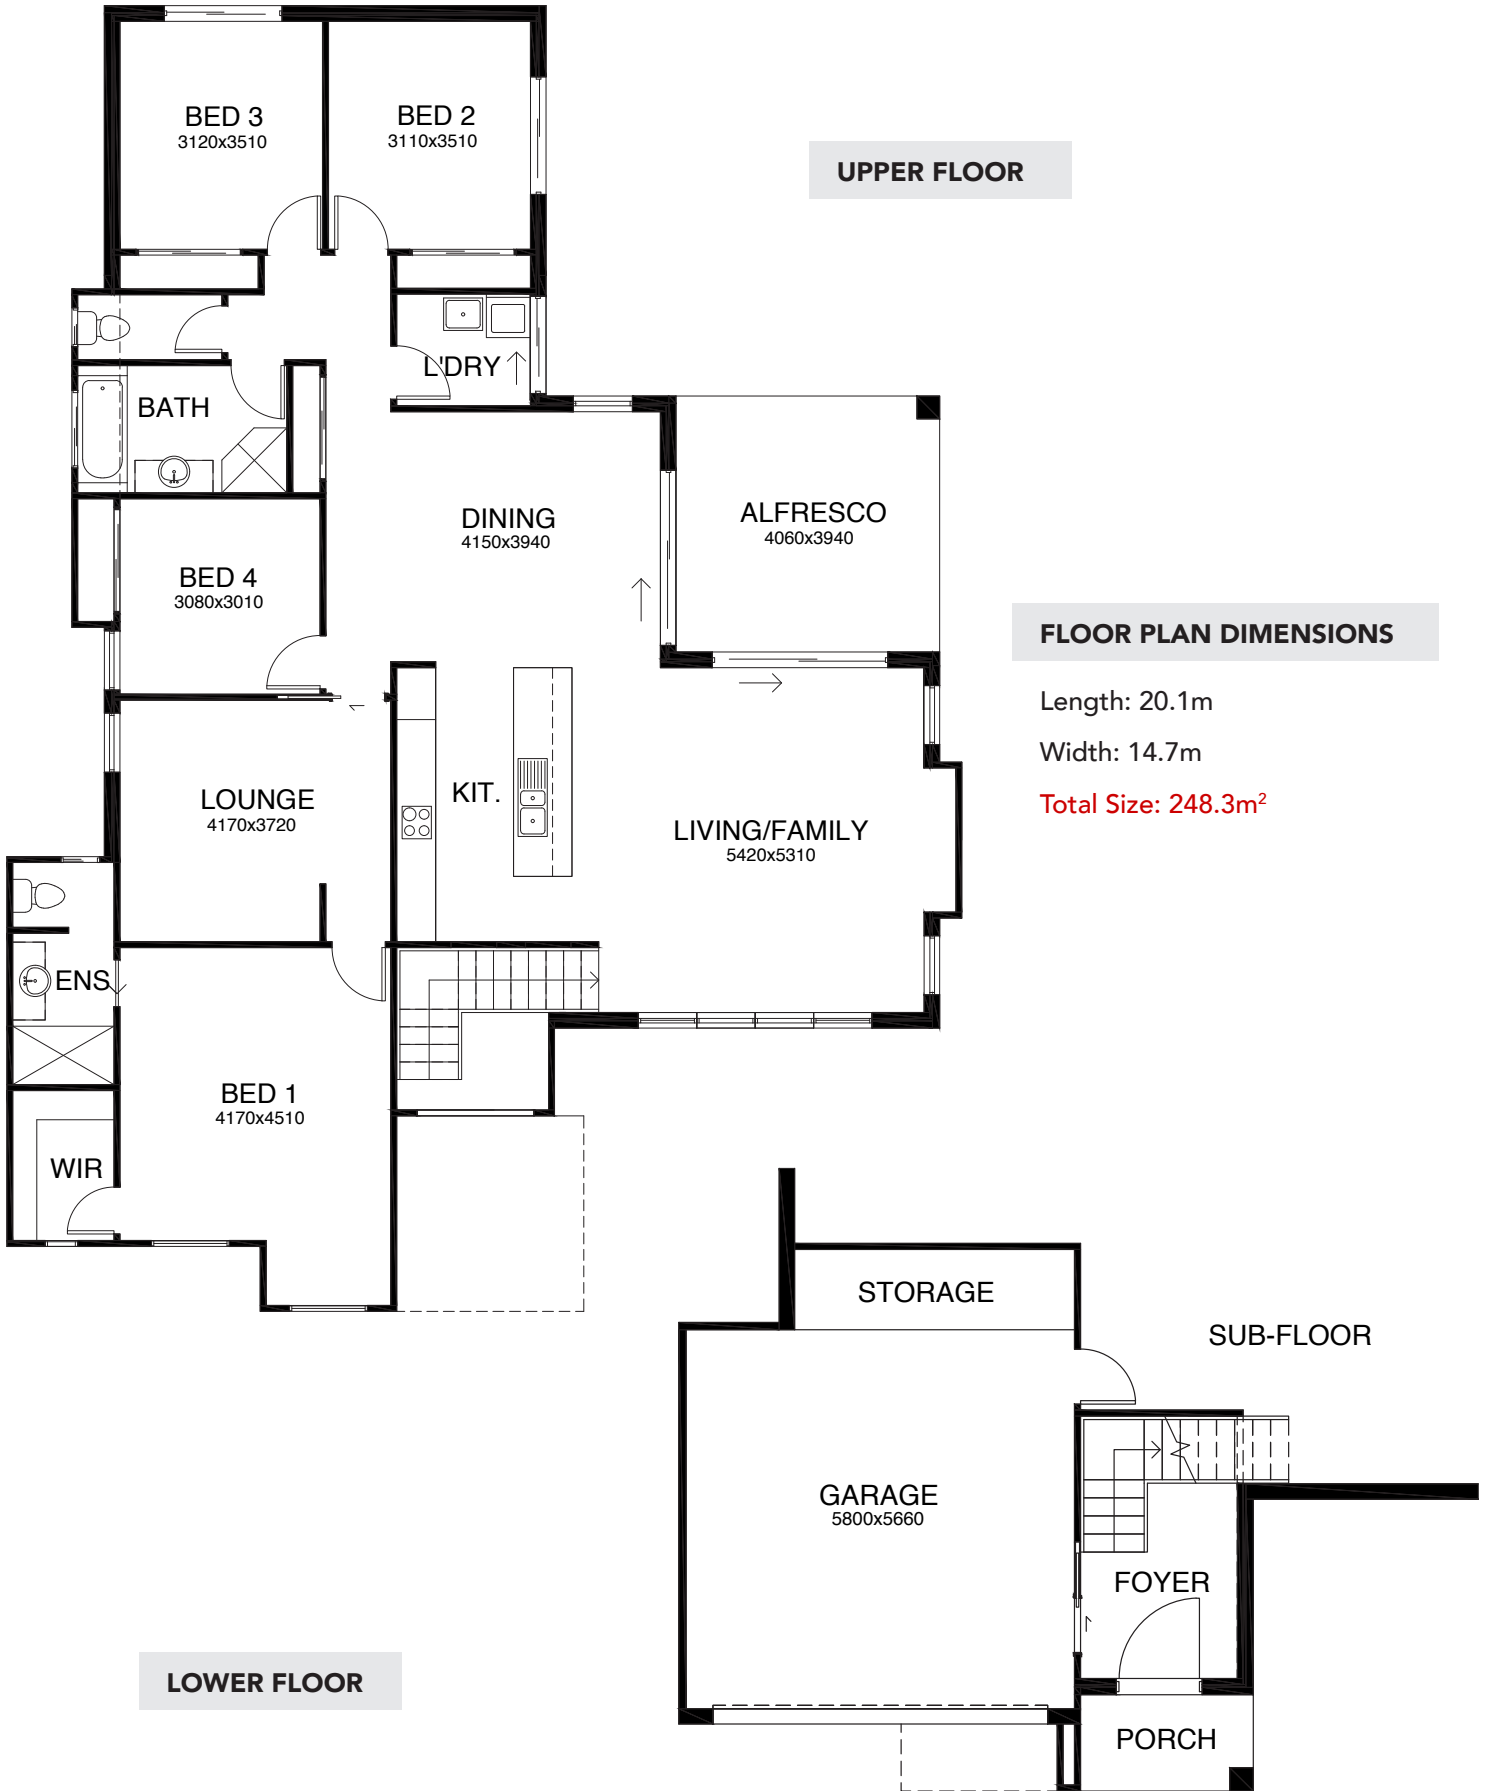 BED 3
3120x3510
BED 2
3110x3510
UPPER FLOOR
L'DRY
BATH
DINING
4150x3940
ALFRESCO
4060x3940
BED 4
3080x3010
FLOOR PLAN DIMENSIONS
Length: 20.1m
Width: 14.7m
Total Size: 248.3m²
LOUNGE
4170x3720
KIT.
LIVING/FAMILY
5420x5310
ENS
BED 1
4170x4510
WIR
STORAGE
SUB-FLOOR
GARAGE
5800x5660
FOYER
LOWER FLOOR
PORCH